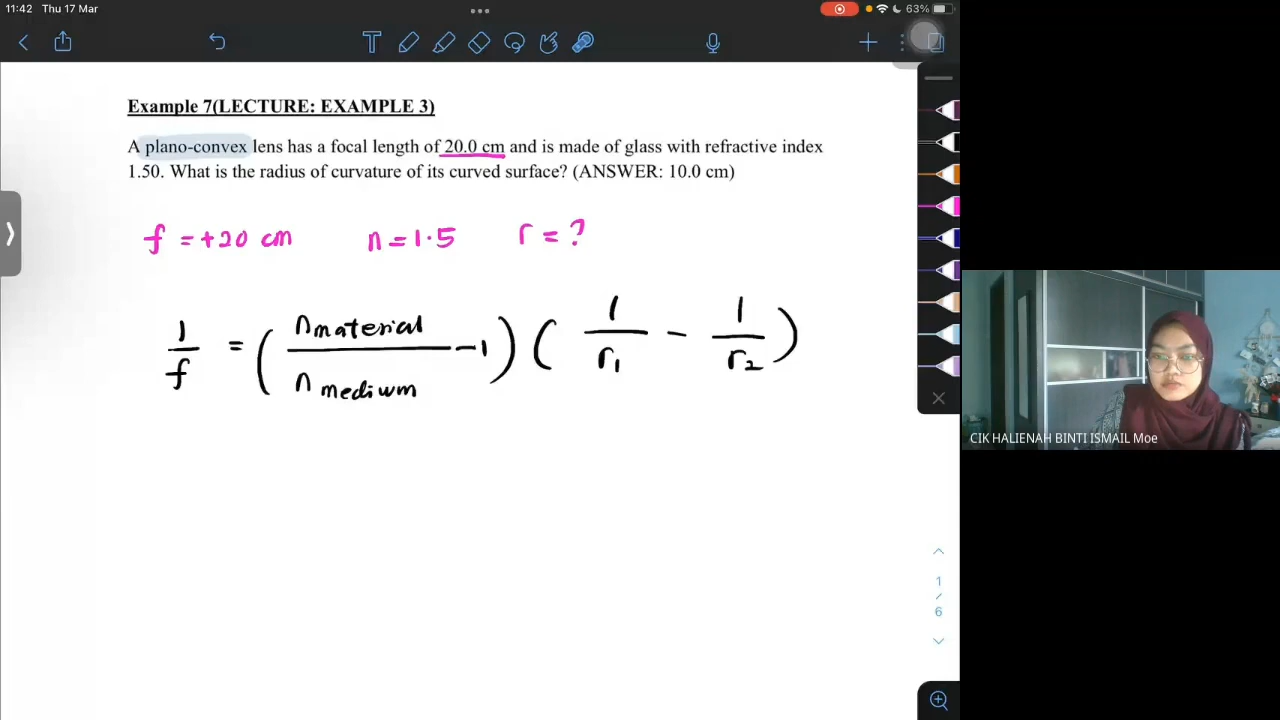 11:42 Thu 17 Mar
63%
T
Example 7(LECTURE: EXAMPLE 3)
A plano-convex lens has a focal length of 20.0 cm and is made of glass with refractive index
1.50. What is the radius of curvature of its curved surface? (ANSWER: 10.0 cm)
f = +20 cm n = 1.5 r = ?
1/f = (n material/n medium - 1) (1/r1 - 1/r2)
CIK HALIENAH BINTI ISMAIL Moe
1
/
6